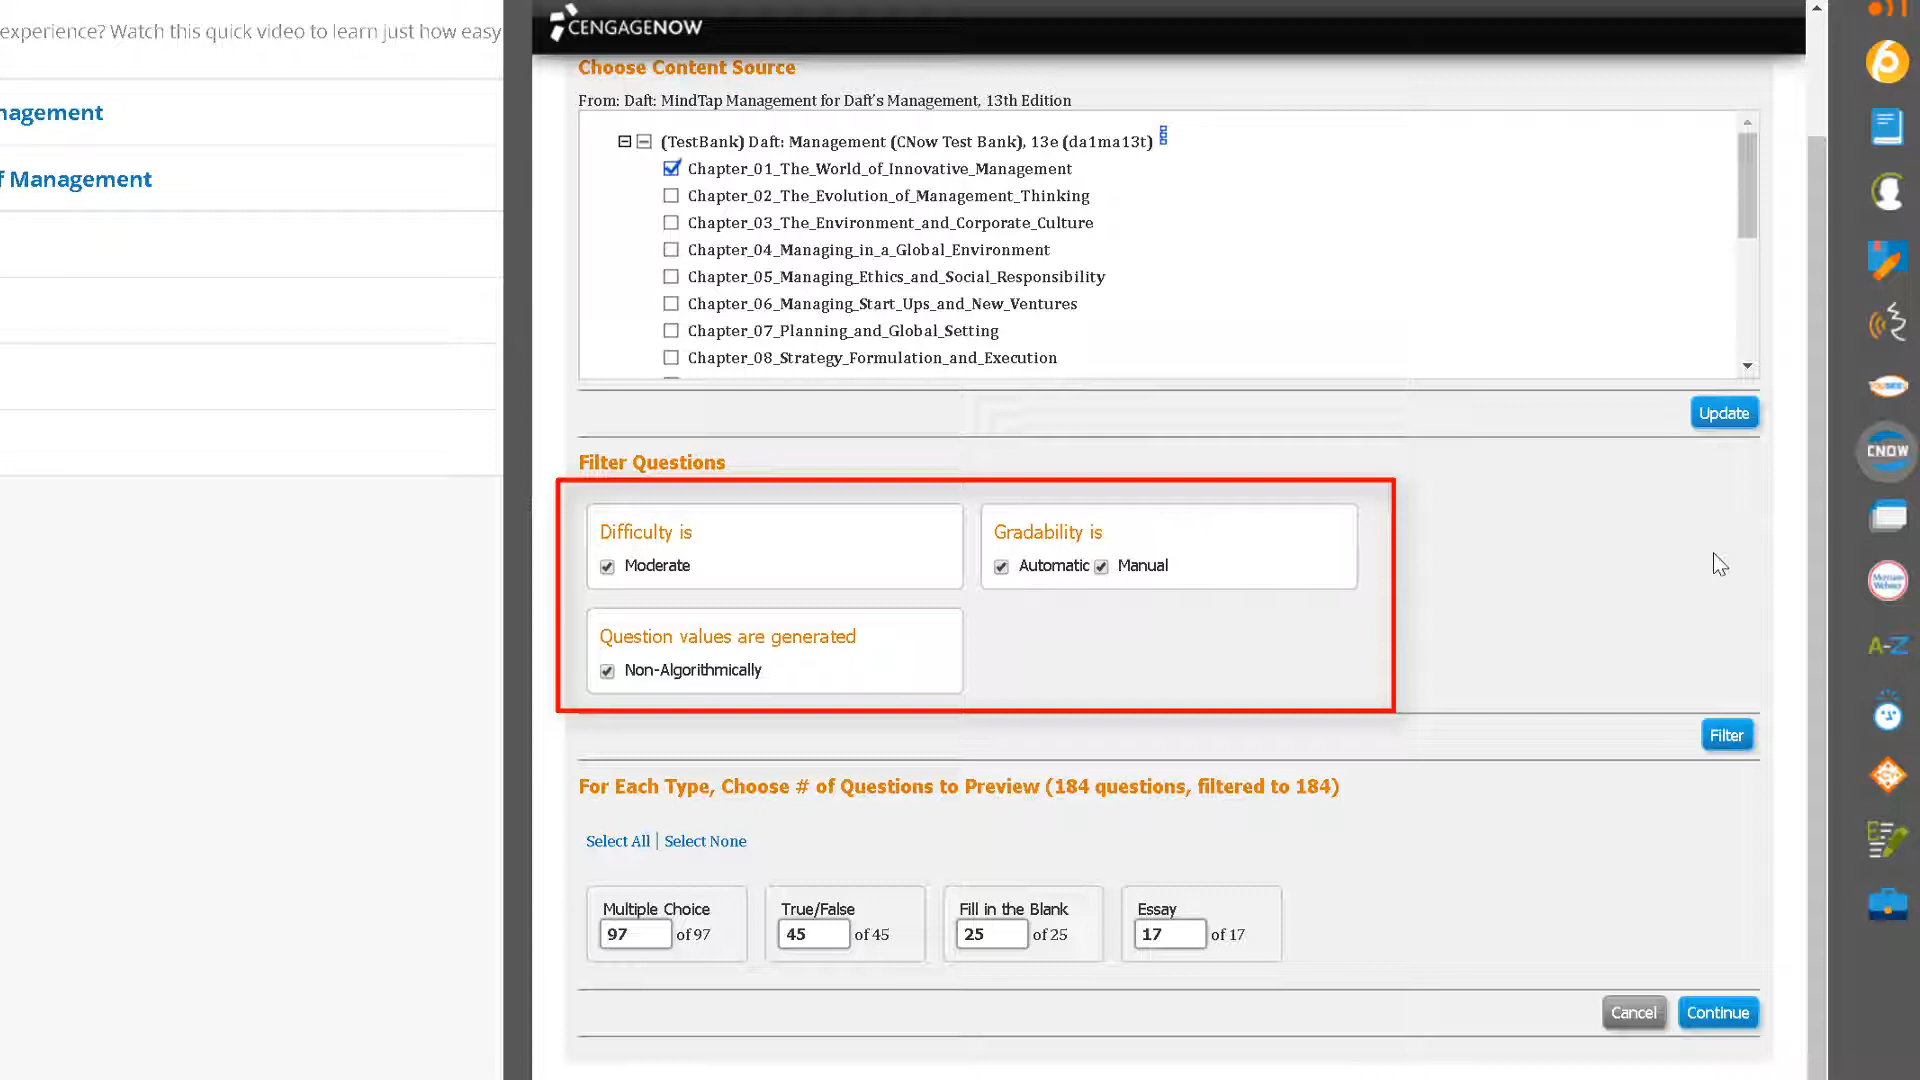 experience? Watch this quick video to learn just how easy
nagement
f Management
CENGAGENOW
Choose Content Source
From: Daft: MindTap Management for Daft's Management, 13th Edition
(TestBank) Daft: Management (CNow Test Bank), 13e (da1ma13t)
Chapter_01_The_World_of_Innovative_Management
Chapter_02_The_Evolution_of_Management_Thinking
Chapter_03_The_Environment_and_Corporate_Culture
Chapter_04_Managing_in_a_Global_Environment
Chapter_05_Managing_Ethics_and_Social_Responsibility
Chapter_06_Managing_Start_Ups_and_New_Ventures
Chapter_07_Planning_and_Global_Setting
Chapter_08_Strategy_Formulation_and_Execution
Update
Filter Questions
Difficulty is
Moderate
Gradability is
Automatic Manual
Question values are generated
Non-Algorithmically
Filter
For Each Type, Choose # of Questions to Preview (184 questions, filtered to 184)
Select All | Select None
Multiple Choice
97 of 97
True/False
45 of 45
Fill in the Blank
25 of 25
Essay
17 of 17
Cancel Continue
CNOW
Merriam
Webster
A-Z